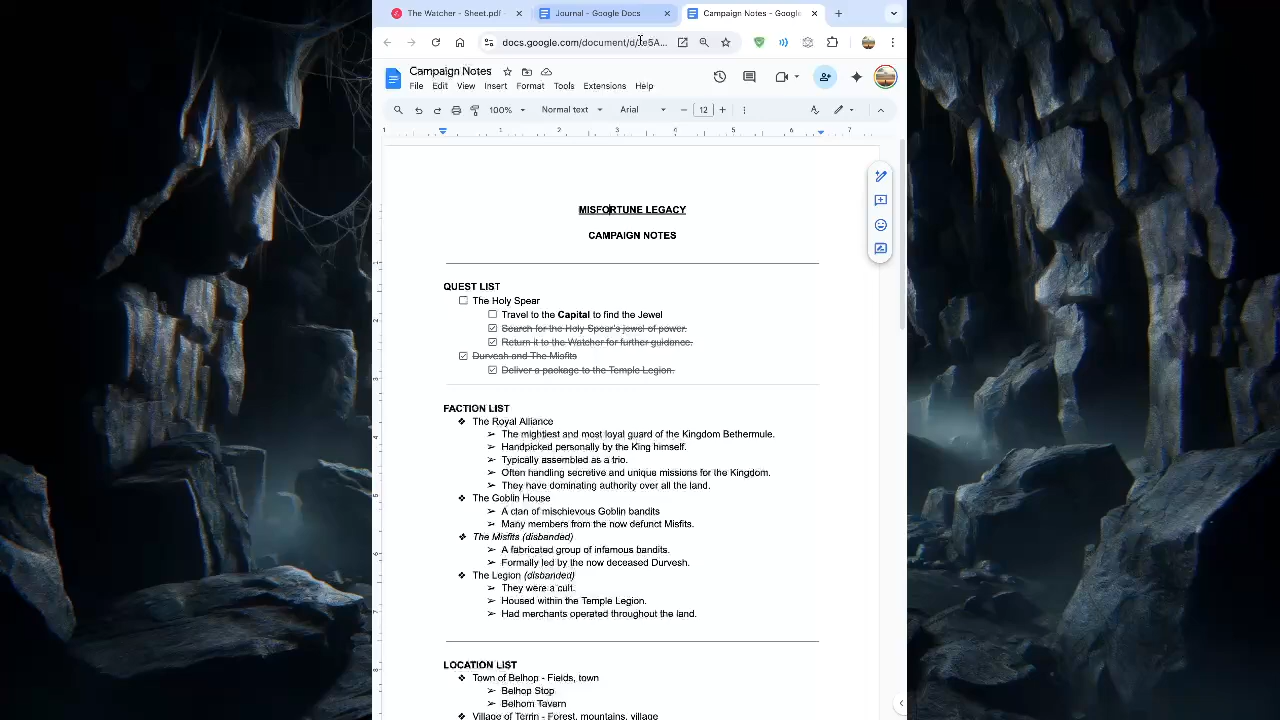 The Watcher - Sheet.pdf
Journal - Google Docs
Campaign Notes - Google
docs.google.com/document/d/
Campaign Notes
File Edit View Insert Format Tools Extensions Help
100% Normal text Arial 12
1 1 2 3 4 5 6 7
MISFORTUNE LEGACY
CAMPAIGN NOTES
QUEST LIST
The Holy Spear
Travel to the Capital to find the Jewel
Search for the Holy Spear's jewel of power.
Return it to the Watcher for further guidance.
Durvesh and The Misfits
Deliver a package to the Temple Legion.
FACTION LIST
❖ The Royal Alliance
➢ The mightiest and most loyal guard of the Kingdom Bethermule.
➢ Handpicked personally by the King himself.
➢ Typically assembled as a trio.
➢ Often handling secretive and unique missions for the Kingdom.
➢ They have dominating authority over all the land.
❖ The Goblin House
➢ A clan of mischievous Goblin bandits
➢ Many members from the now defunct Misfits.
❖ The Misfits (disbanded)
➢ A fabricated group of infamous bandits.
➢ Formally led by the now deceased Durvesh.
❖ The Legion (disbanded)
➢ They were a cult.
➢ Housed within the Temple Legion.
➢ Had merchants operated throughout the land.
LOCATION LIST
❖ Town of Belhop - Fields, town
➢ Belhop Stop
➢ Belhom Tavern
❖ Village of Terrin - Forest, mountains, village